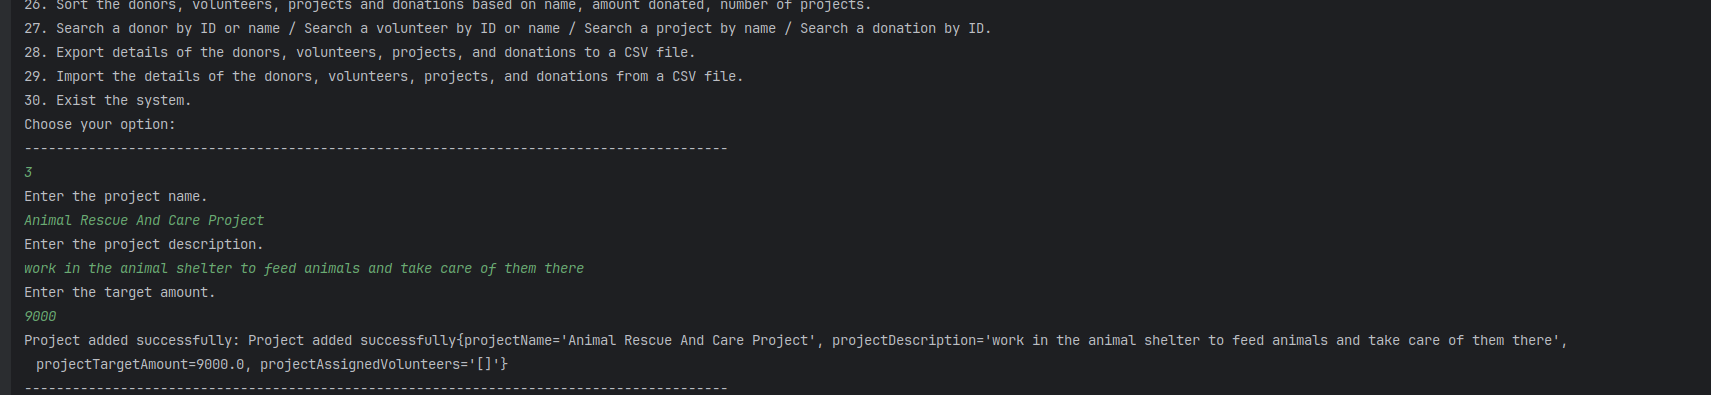 26. Sort the donors, volunteers, projects and donations based on name, amount donated, number of projects.
27. Search a donor by ID or name / Search a volunteer by ID or name / Search a project by name / Search a donation by ID.
28. Export details of the donors, volunteers, projects, and donations to a CSV file.
29. Import the details of the donors, volunteers, projects, and donations from a CSV file.
30. Exist the system.
Choose your option:
----------------------------------------------------------------------------------------
3
Enter the project name.
Animal Rescue And Care Project
Enter the project description.
work in the animal shelter to feed animals and take care of them there
Enter the target amount.
9000
Project added successfully: Project added successfully{projectName='Animal Rescue And Care Project', projectDescription='work in the animal shelter to feed animals and take care of them there',
projectTargetAmount=9000.0, projectAssignedVolunteers='[]'}
----------------------------------------------------------------------------------------